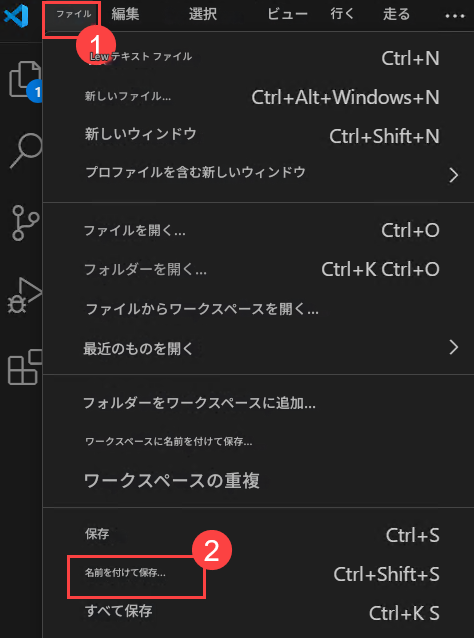 ファイル 編集 選択 ビュー 行く 走る ...
1
Lew テキスト ファイル Ctrl+N
新しいファイル... Ctrl+Alt+Windows+N
1
新しいウィンドウ Ctrl+Shift+N
プロファイルを含む新しいウィンドウ
ファイルを開く... Ctrl+O
フォルダーを開く... Ctrl+K Ctrl+O
ファイルからワークスペースを開く...
最近のものを開く
フォルダーをワークスペースに追加...
ワークスペースに名前を付けて保存...
ワークスペースの重複
保存 Ctrl+S
2
名前を付けて保存... Ctrl+Shift+S
すべて保存 Ctrl+K S